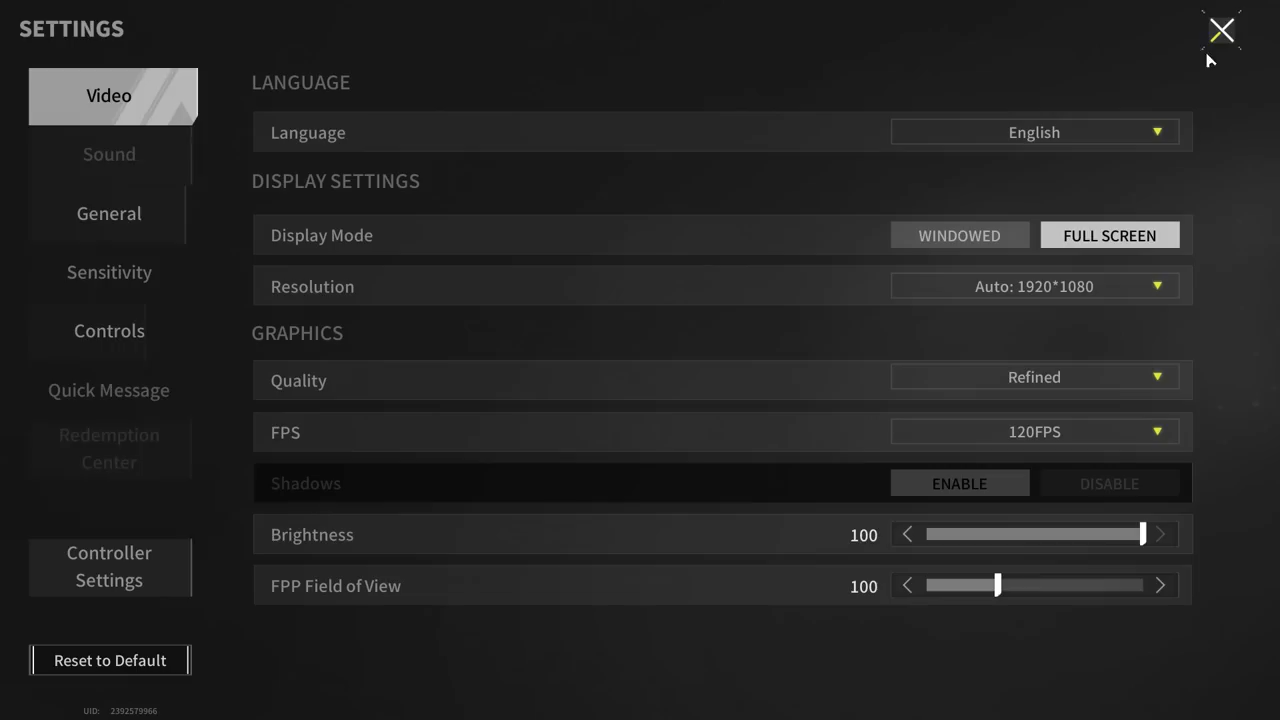 SETTINGS
Video
Sound
General
Sensitivity
Controls
Quick Message
Redemption
Center
Controller
Settings
Reset to Default
UID: 2392579966
LANGUAGE
Language English
DISPLAY SETTINGS
Display Mode WINDOWED FULL SCREEN
Resolution Auto: 1920*1080
GRAPHICS
Quality Refined
FPS 120FPS
Shadows ENABLE DISABLE
Brightness 100
FPP Field of View 100